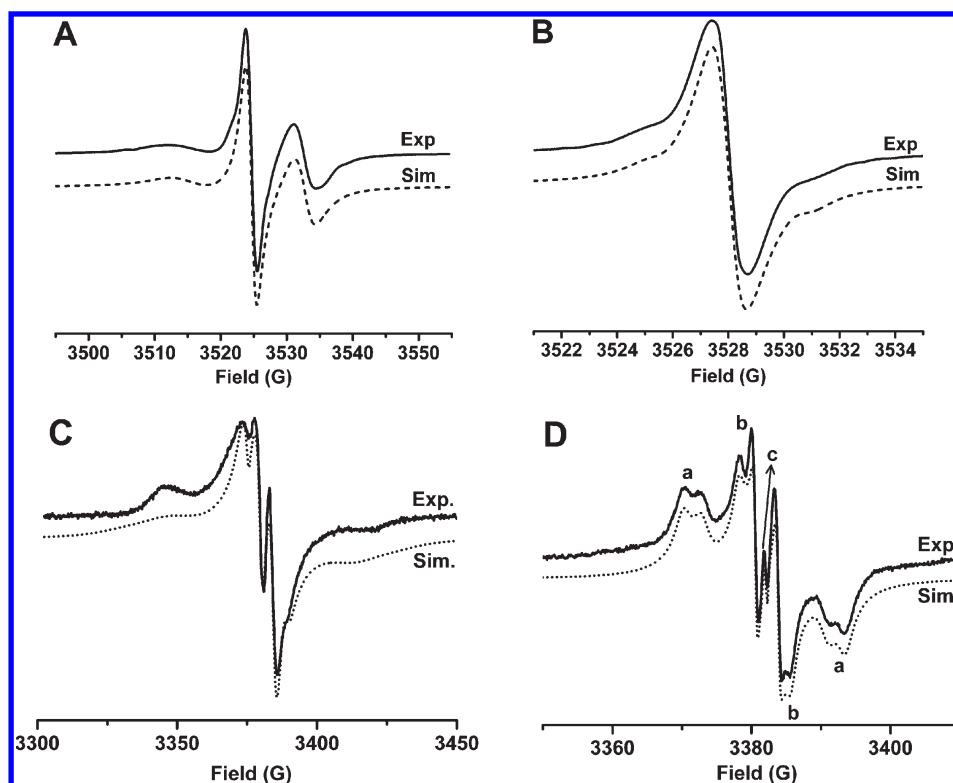 A
Exp
Sim
3500 3510 3520 3530 3540 3550
Field (G)
B
Exp
Sim
3522 3524 3526 3528 3530 3532 3534
Field (G)
C
Exp.
Sim.
3300 3350 3400 3450
Field (G)
D
a
b
c
Exp
Sim
a
b
3360 3380 3400
Field (G)